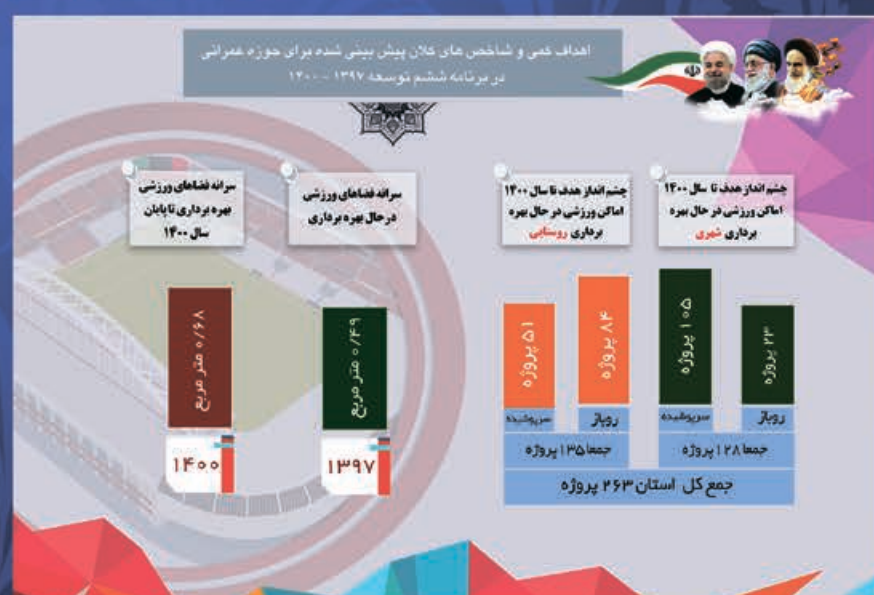 اهداف کمی و شاخص های کلان پیش بینی شده برای حوزه عمرانی
در برنامه ششم توسعه ۱۳۹۷ - ۱۴۰۰
چشم انداز هدف تا سال ۱۴۰۰
اماکن ورزشی در حال بهره
برداری شهری
چشم انداز هدف تا سال ۱۴۰۰
اماکن ورزشی در حال بهره
برداری روستایی
سرانه فضاهای ورزشی
در حال بهره برداری
سرانه فضاهای ورزشی
بهره برداری تا پایان
سال ۱۴۰۰
۲۳ پروژه
۱۰۵ پروژه
۸۴ پروژه
۵۱ پروژه
۰/۴۹ متر مربع
۰/۶۸ متر مربع
روباز
سرپوشیده
روباز
سرپوشیده
جمعا ۱۲۸ پروژه
جمعا ۱۳۵ پروژه
جمع کل استان ۲۶۳ پروژه
۱۳۹۷
۱۴۰۰